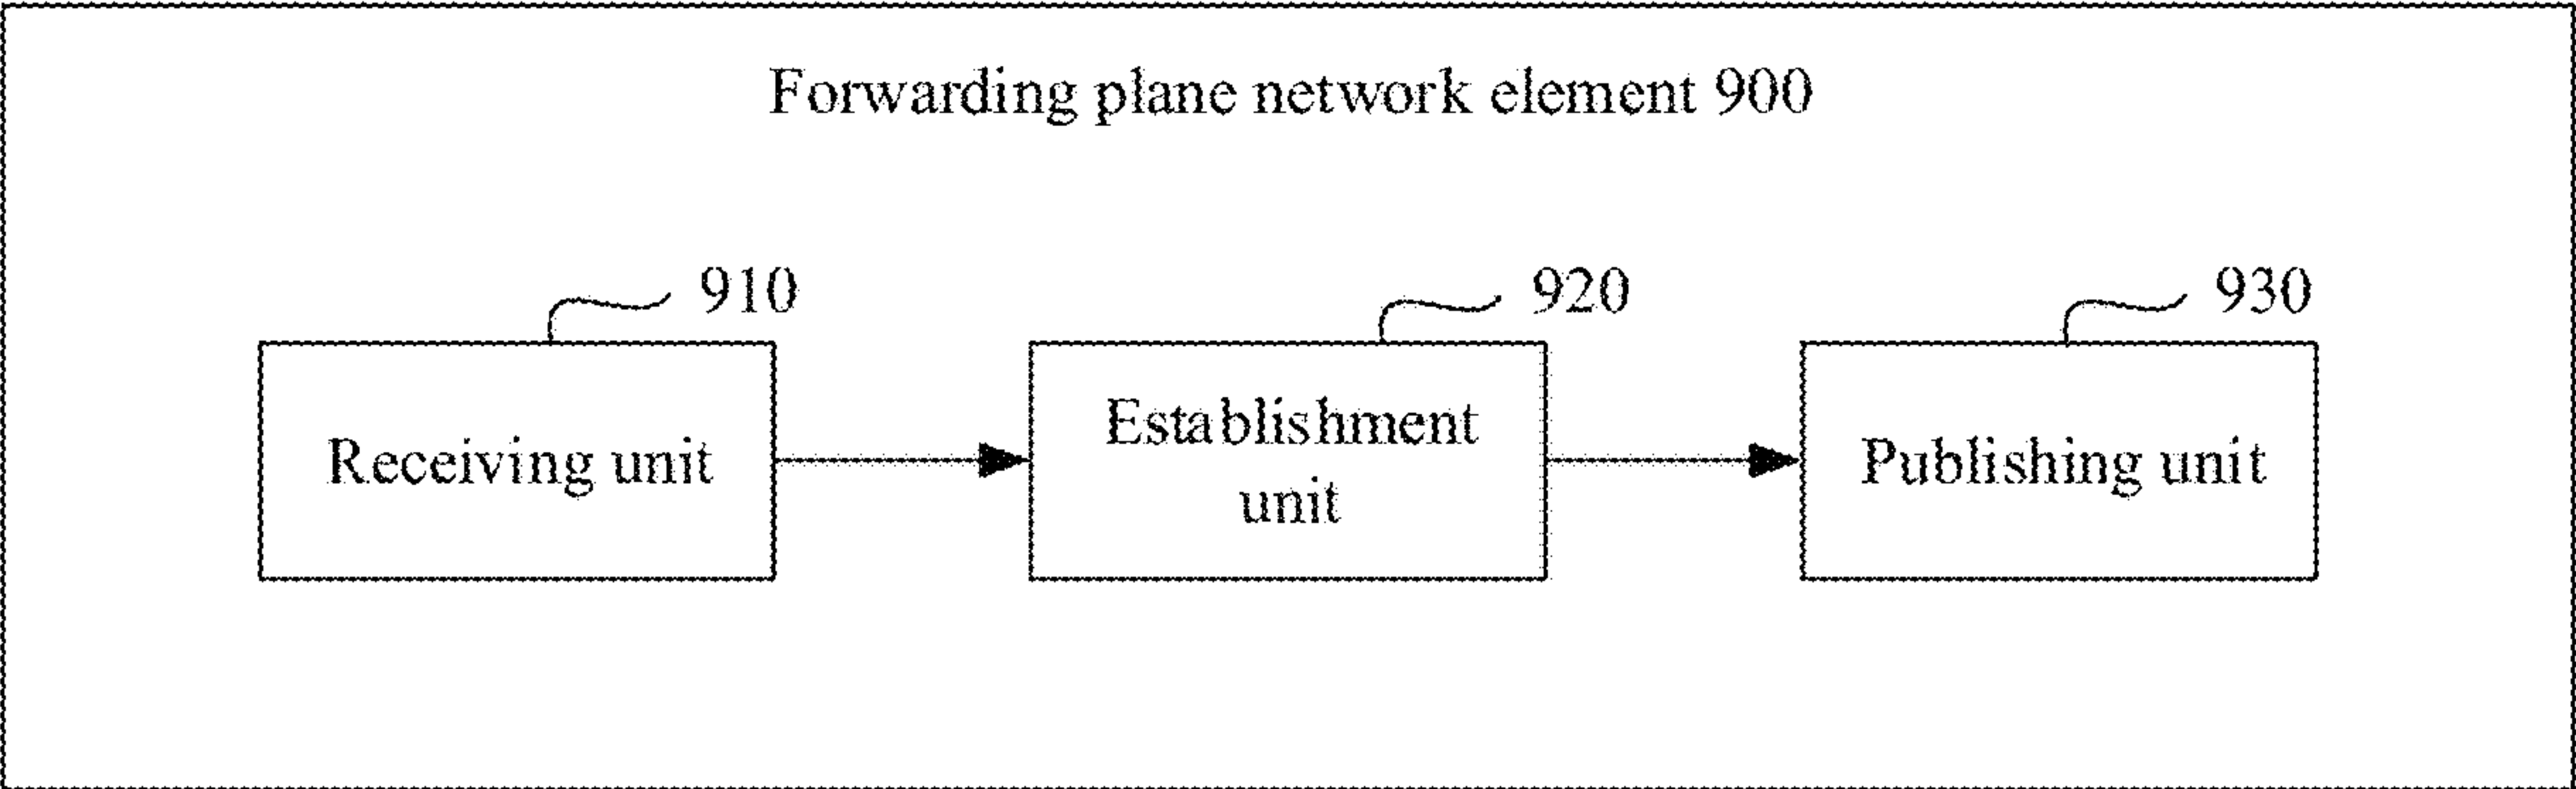 Forwarding plane network element 900
910
920
930
Receiving unit
Establishment
unit
Publishing unit